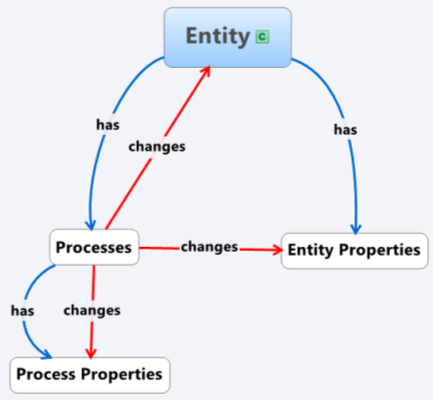 Entity C
has
has
changes
Processes
changes
Entity Properties
has
changes
Process Properties